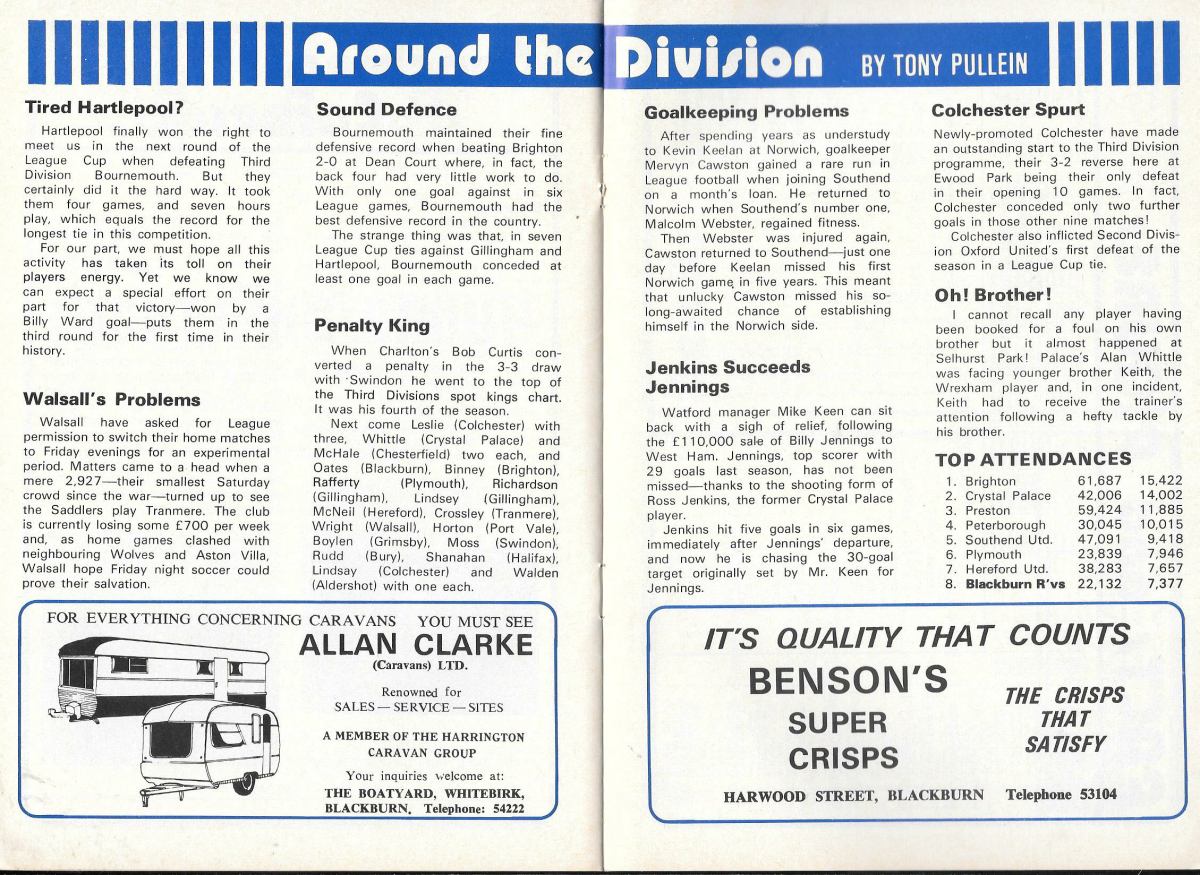 Around the Division BY TONY PULLEIN
Tired Hartlepool?
Hartlepool finally won the right to
meet us in the next round of the
League Cup when defeating Third
Division Bournemouth. But they
certainly did it the hard way. It took
them four games, and seven hours
play, which equals the record for the
longest tie in this competition.
For our part, we must hope all this
activity has taken its toll on their
players energy. Yet we know we
can expect a special effort on their
part for that victory—won by a
Billy Ward goal—puts them in the
third round for the first time in their
history.
Walsall's Problems
Walsall have asked for League
permission to switch their home matches
to Friday evenings for an experimental
period. Matters came to a head when a
mere 2,927—their smallest Saturday
crowd since the war—turned up to see
the Saddlers play Tranmere. The club
is currently losing some £700 per week
and, as home games clashed with
neighbouring Wolves and Aston Villa,
Walsall hope Friday night soccer could
prove their salvation.
Sound Defence
Bournemouth maintained their fine
defensive record when beating Brighton
2-0 at Dean Court where, in fact, the
back four had very little work to do.
With only one goal against in six
League games, Bournemouth had the
best defensive record in the country.
The strange thing was that, in seven
League Cup ties against Gillingham and
Hartlepool, Bournemouth conceded at
least one goal in each game.
Penalty King
When Charlton's Bob Curtis con-
verted a penalty in the 3-3 draw
with Swindon he went to the top of
the Third Divisions spot kings chart.
It was his fourth of the season.
Next come Leslie (Colchester) with
three, Whittle (Crystal Palace) and
McHale (Chesterfield) two each, and
Oates (Blackburn), Binney (Brighton),
Rafferty (Plymouth), Richardson
(Gillingham), Lindsey (Gillingham),
McNeil (Hereford), Crossley (Tranmere),
Wright (Walsall), Horton (Port Vale),
Boylen (Grimsby), Moss (Swindon),
Rudd (Bury), Shanahan (Halifax),
Lindsay (Colchester) and Walden
(Aldershot) with one each.
Goalkeeping Problems
After spending years as understudy
to Kevin Keelan at Norwich, goalkeeper
Mervyn Cawston gained a rare run in
League football when joining Southend
on a month's loan. He returned to
Norwich when Southend's number one,
Malcolm Webster, regained fitness.
Then Webster was injured again,
Cawston returned to Southend—just one
day before Keelan missed his first
Norwich game in five years. This meant
that unlucky Cawston missed his so-
long-awaited chance of establishing
himself in the Norwich side.
Jenkins Succeeds
Jennings
Watford manager Mike Keen can sit
back with a sigh of relief, following
the £110,000 sale of Billy Jennings to
West Ham. Jennings, top scorer with
29 goals last season, has not been
missed—thanks to the shooting form of
Ross Jenkins, the former Crystal Palace
player.
Jenkins hit five goals in six games,
immediately after Jennings' departure,
and now he is chasing the 30-goal
target originally set by Mr. Keen for
Jennings.
Colchester Spurt
Newly-promoted Colchester have made
an outstanding start to the Third Division
programme, their 3-2 reverse here at
Ewood Park being their only defeat
in their opening 10 games. In fact,
Colchester conceded only two further
goals in those other nine matches!
Colchester also inflicted Second Divis-
ion Oxford United's first defeat of the
season in a League Cup tie.
Oh! Brother!
I cannot recall any player having
been booked for a foul on his own
brother but it almost happened at
Selhurst Park! Palace's Alan Whittle
was facing younger brother Keith, the
Wrexham player and, in one incident,
Keith had to receive the trainer's
attention following a hefty tackle by
his brother.
TOP ATTENDANCES
1. Brighton 61,687 15,422
2. Crystal Palace 42,006 14,002
3. Preston 59,424 11,885
4. Peterborough 30,045 10,015
5. Southend Utd. 47,091 9,418
6. Plymouth 23,839 7,946
7. Hereford Utd. 38,283 7,657
8. Blackburn R'vs 22,132 7,377
FOR EVERYTHING CONCERNING CARAVANS YOU MUST SEE
ALLAN CLARKE
(Caravans) LTD.
Renowned for
SALES — SERVICE — SITES
A MEMBER OF THE HARRINGTON
CARAVAN GROUP
Your inquiries welcome at:
THE BOATYARD, WHITEBIRK,
BLACKBURN. Telephone: 54222
IT'S QUALITY THAT COUNTS
BENSON'S
SUPER
CRISPS
THE CRISPS
THAT
SATISFY
HARWOOD STREET, BLACKBURN Telephone 53104